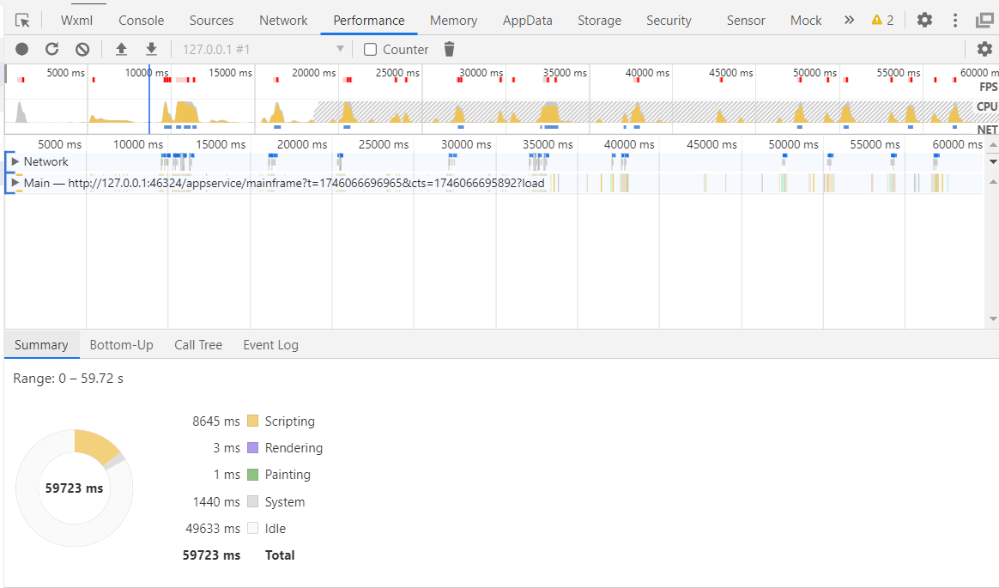 Wxml Console Sources Network Performance Memory AppData Storage Security Sensor Mock » 2
127.0.0.1 #1 Counter
5000 ms 10000 ms 15000 ms 20000 ms 25000 ms 30000 ms 35000 ms 40000 ms 45000 ms 50000 ms 55000 ms 60000 m
FPS
CPU
NET
5000 ms 10000 ms 15000 ms 20000 ms 25000 ms 30000 ms 35000 ms 40000 ms 45000 ms 50000 ms 55000 ms 60000 ms
Network
Main — http://127.0.0.1:46324/appservice/mainframe?t=1746066696965&cts=1746066695892?load
Summary Bottom-Up Call Tree Event Log
Range: 0 – 59.72 s
8645 ms Scripting
3 ms Rendering
1 ms Painting
1440 ms System
49633 ms Idle
59723 ms Total
59723 ms